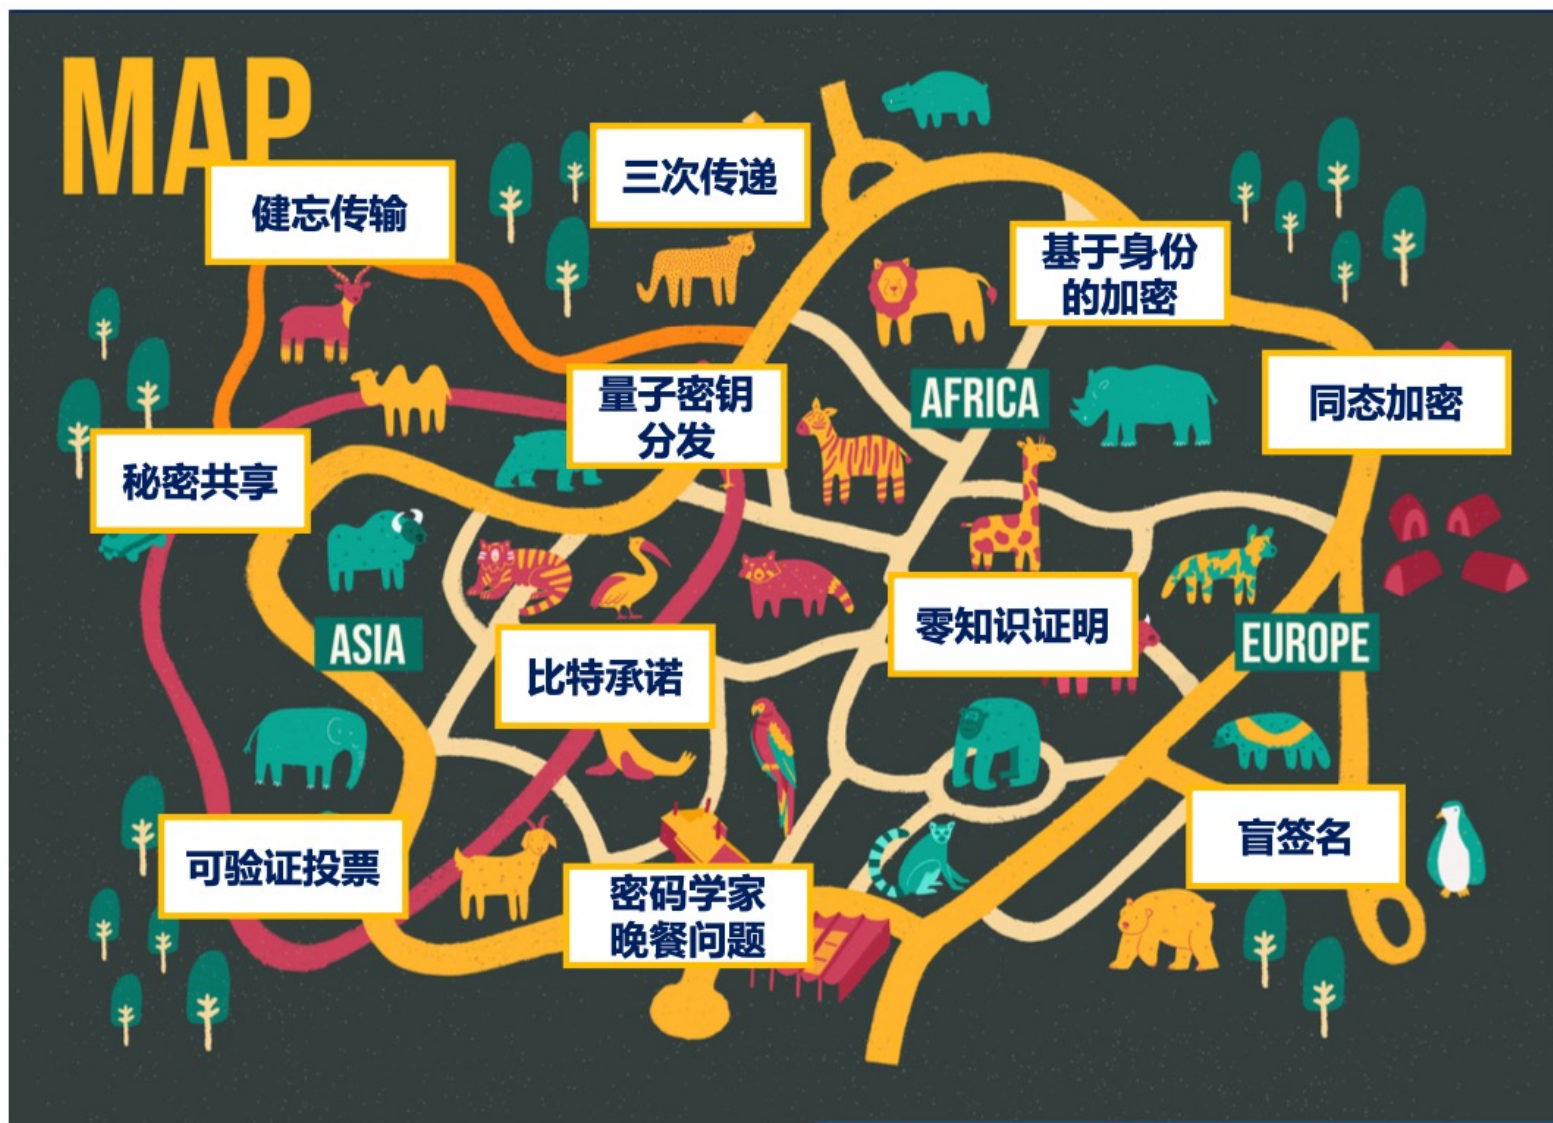 MAP
三次传递
健忘传输
基于身份
的加密
量子密钥
分发
AFRICA
同态加密
秘密共享
零知识证明
ASIA
EUROPE
比特承诺
可验证投票
盲签名
密码学家
晚餐问题